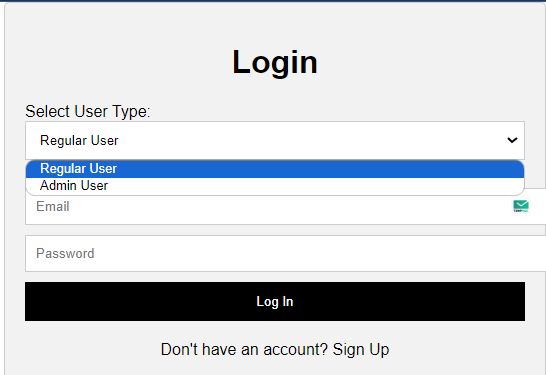 Login
Select User Type:
Regular User
Regular User
Admin User
Email
Password
Log In
Don't have an account? Sign Up